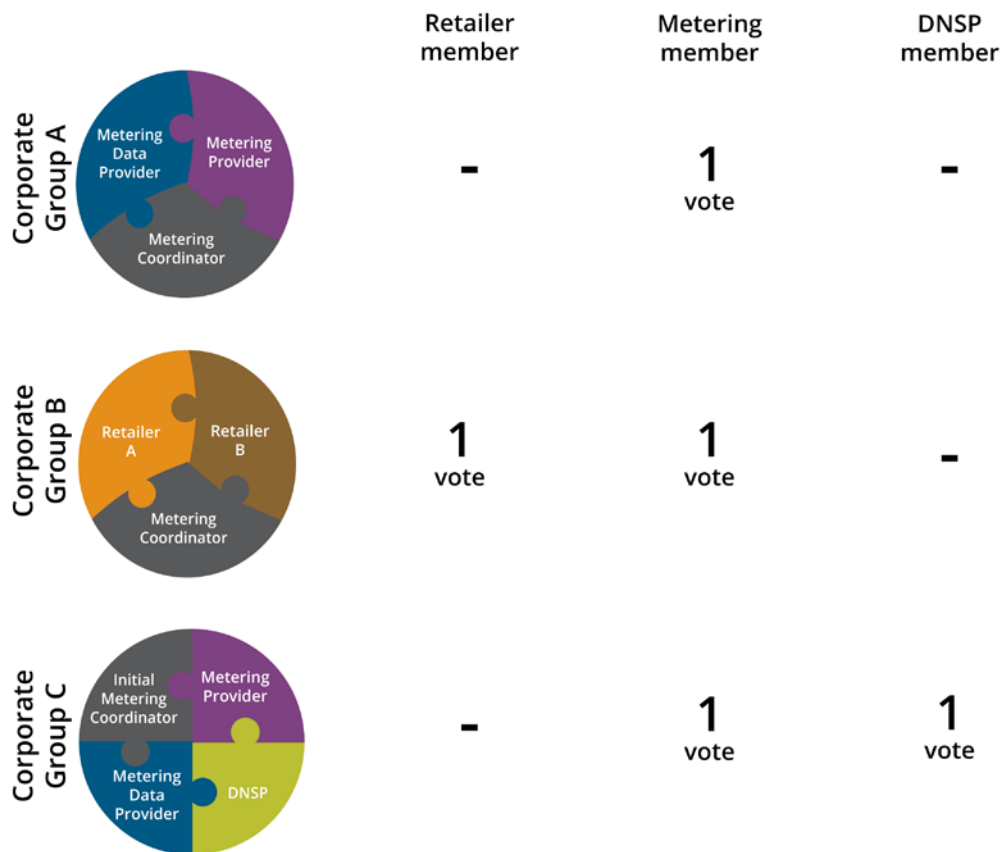 Retailer
member
Metering
member
DNSP
member
Corporate
Group A
Metering
Data
Provider
Metering
Provider
Metering
Coordinator
-
1
vote
-
Corporate
Group B
Retailer
A
Retailer
B
Metering
Coordinator
1
vote
1
vote
-
Corporate
Group C
Initial
Metering
Coordinator
Metering
Provider
Metering
Data
Provider
DNSP
-
1
vote
1
vote